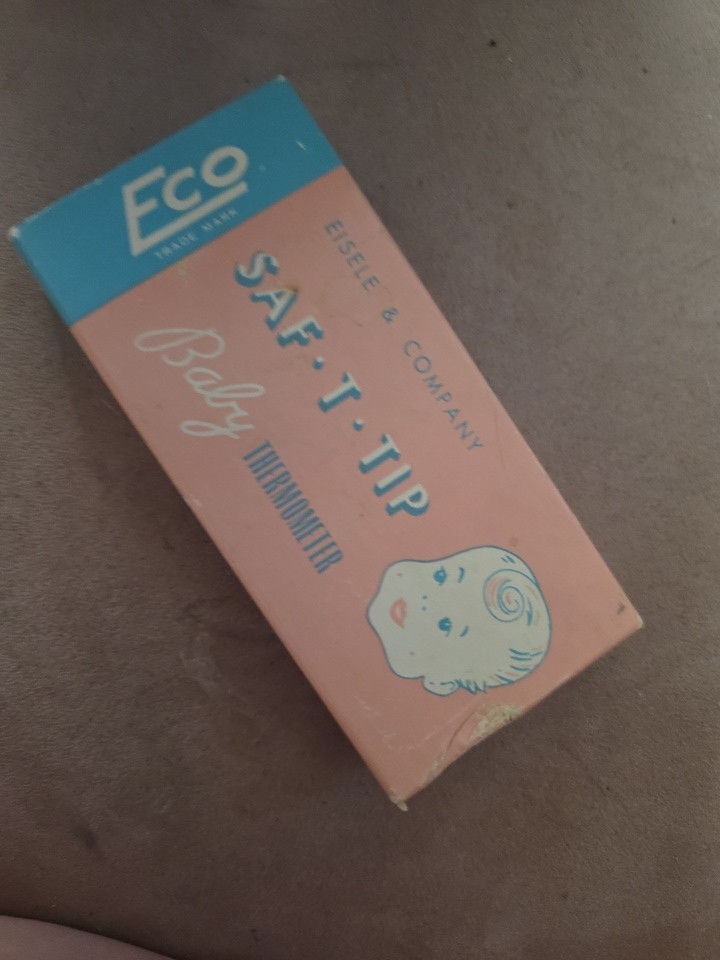 Eco
TRADE MARK
EISELE & COMPANY
SAF·T·TIP
Baby
THERMOMETER